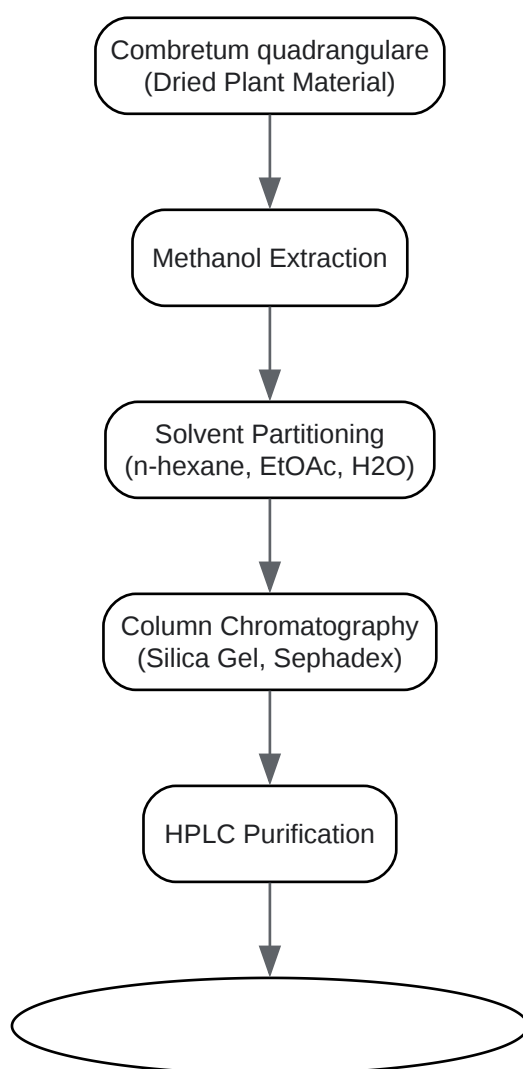 Combretum quadrangulare
(Dried Plant Material)
Methanol Extraction
Solvent Partitioning
(n-hexane, EtOAc, H2O)
Column Chromatography
(Silica Gel, Sephadex)
HPLC Purification